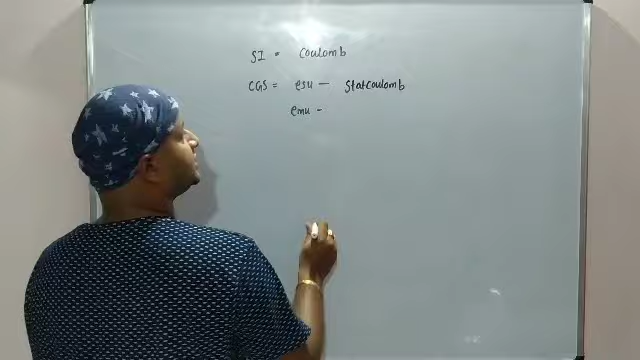 SI = Coulomb
CGS = esu — Statcoulomb
emu -